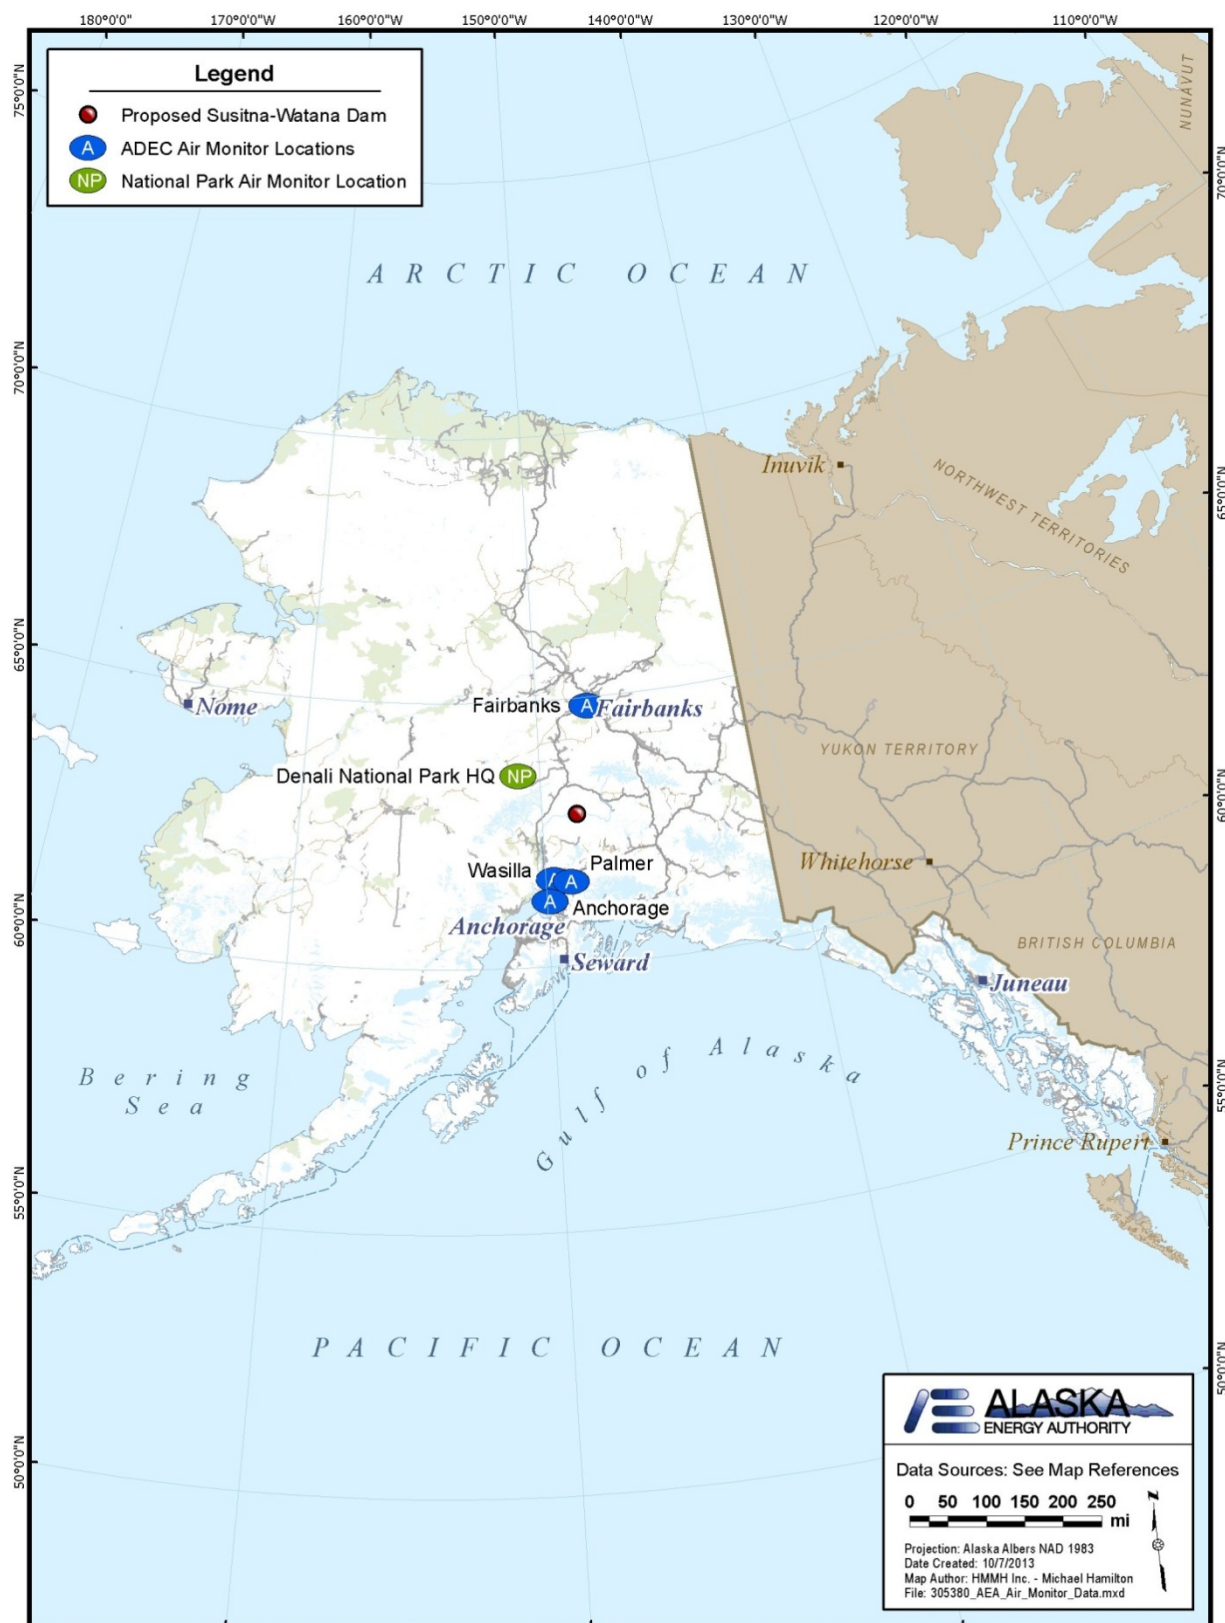 180°0'0"W 170°0'0"W 160°0'0"W 150°0'0"W 140°0'0"W 130°0'0"W 120°0'0"W 110°0'0"W
Legend
Proposed Susitna-Watana Dam
A ADEC Air Monitor Locations
NP National Park Air Monitor Location
75°0'0"N
70°0'0"N
65°0'0"N
60°0'0"N
55°0'0"N
50°0'0"N
NUNAVUT
70°0'0"N
65°0'0"N
60°0'0"N
55°0'0"N
50°0'0"N
ARCTIC OCEAN
Inuvik
NORTHWEST TERRITORIES
Nome
Fairbanks A Fairbanks
YUKON TERRITORY
Denali National Park HQ NP
Whitehorse
Palmer
Wasilla A A
A Anchorage
Anchorage
BRITISH COLUMBIA
Seward
Juneau
Gulf of Alaska
Bering
Sea
Prince Rupert
PACIFIC OCEAN
AE ALASKA
ENERGY AUTHORITY
Data Sources: See Map References
0 50 100 150 200 250
mi
N
Projection: Alaska Albers NAD 1983
Date Created: 10/7/2013
Map Author: HMMH Inc. - Michael Hamilton
File: 305380_AEA_Air_Monitor_Data.mxd